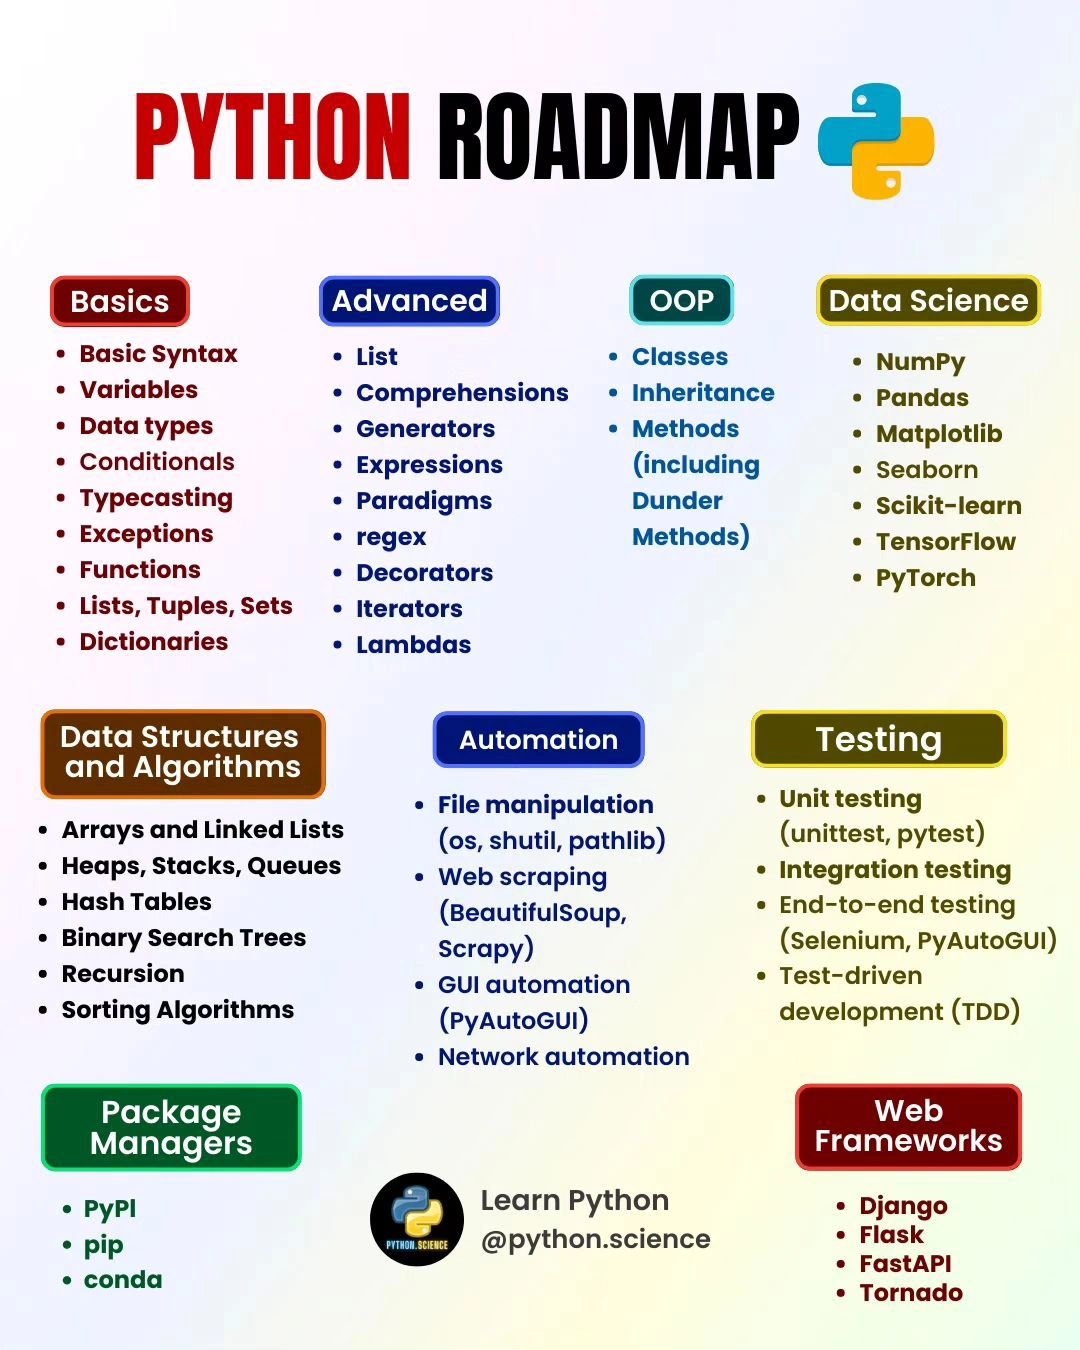 PYTHON ROADMAP
Basics
Basic Syntax
Variables
Data types
Conditionals
Typecasting
Exceptions
Functions
Lists, Tuples, Sets
Dictionaries
Advanced
List
Comprehensions
Generators
Expressions
Paradigms
regex
Decorators
Iterators
Lambdas
OOP
Classes
Inheritance
Methods
(including
Dunder
Methods)
Data Science
NumPy
Pandas
Matplotlib
Seaborn
Scikit-learn
TensorFlow
PyTorch
Data Structures
and Algorithms
Arrays and Linked Lists
Heaps, Stacks, Queues
Hash Tables
Binary Search Trees
Recursion
Sorting Algorithms
Automation
File manipulation
(os, shutil, pathlib)
Web scraping
(BeautifulSoup,
Scrapy)
GUI automation
(PyAutoGUI)
Network automation
Testing
Unit testing
(unittest, pytest)
Integration testing
End-to-end testing
(Selenium, PyAutoGUI)
Test-driven
development (TDD)
Package
Managers
PyPl
pip
conda
PYTHON.SCIENCE
Learn Python
@python.science
Web
Frameworks
Django
Flask
FastAPI
Tornado